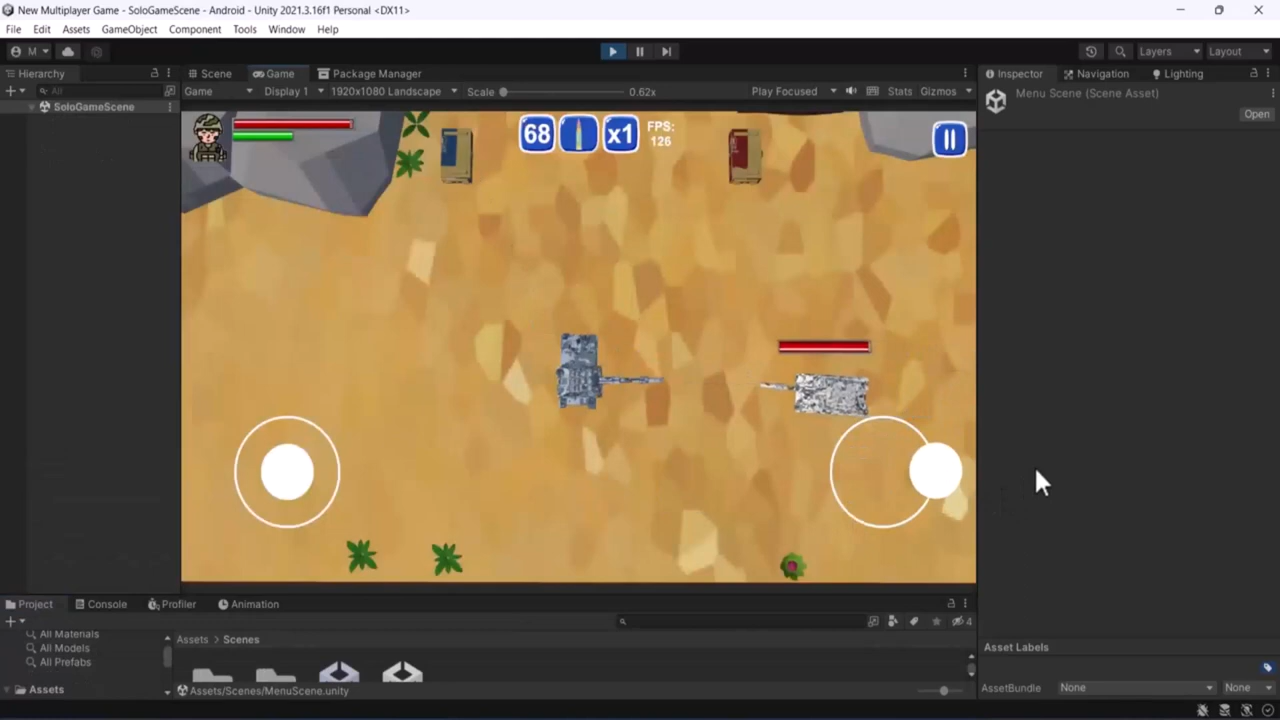 New Multiplayer Game - SoloGameScene - Android - Unity 2021.3.16f1 Personal <DX11>
File Edit Assets GameObject Component Tools Window Help
M Layers Layout
Hierarchy Scene Game Package Manager Inspector Navigation Lighting
All Game Display 1 1920x1080 Landscape Scale 0.62x Play Focused Stats Gizmos Menu Scene (Scene Asset)
SoloGameScene Open
68 x1 FPS: 126
Project Console Profiler Animation
4
All Materials Assets > Scenes
All Models Asset Labels
All Prefabs
Assets Assets/Scenes/MenuScene.unity AssetBundle None None